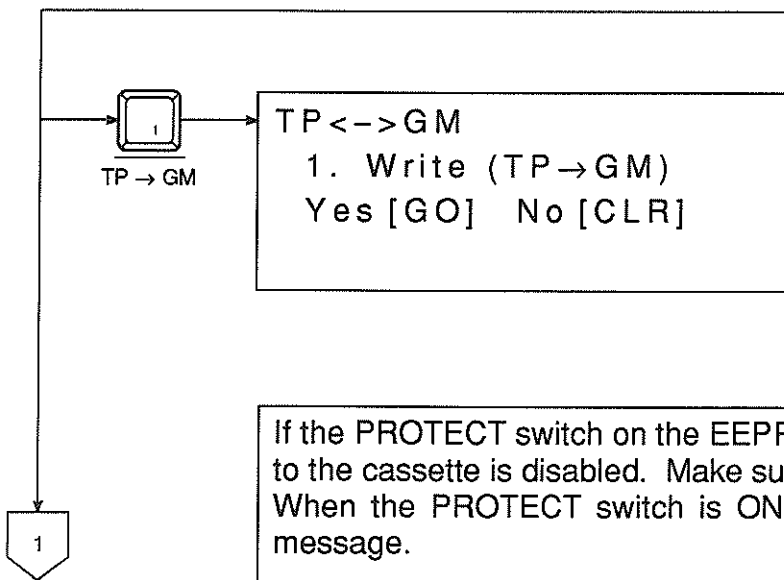 1
TP → GM
TP<->GM
1. Write (TP→GM)
Yes [GO] No [CLR]
If the PROTECT switch on the EEPR
to the cassette is disabled. Make su
When the PROTECT switch is ON
message.
1